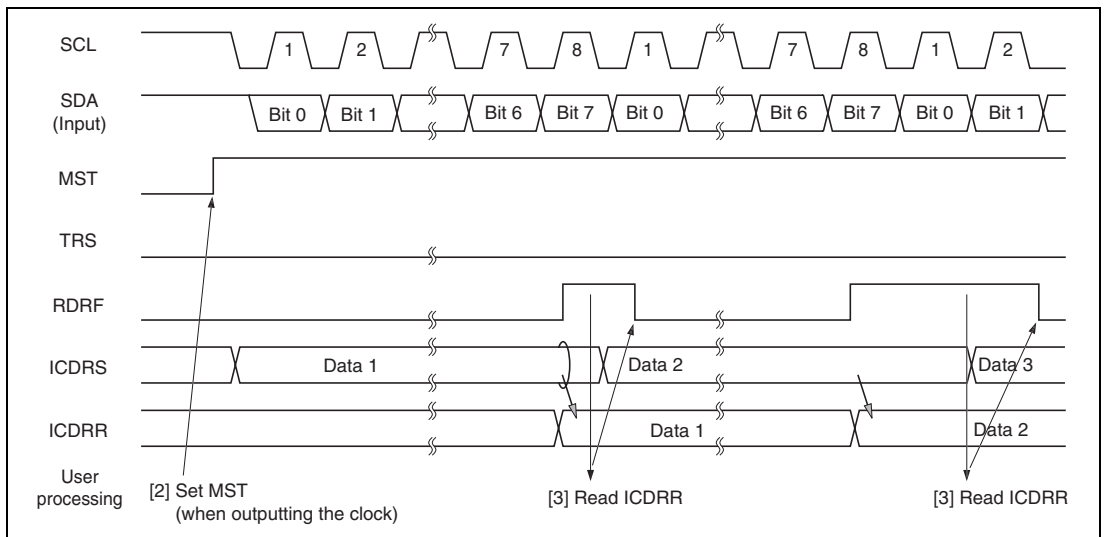 SCL 1 2 7 8 1 7 8 1 2
SDA
(Input) Bit 0 Bit 1 Bit 6 Bit 7 Bit 0 Bit 6 Bit 7 Bit 0 Bit 1
MST
TRS
RDRF
ICDRS Data 1 Data 2 Data 3
ICDRR Data 1 Data 2
User
processing
[2] Set MST
(when outputting the clock)
[3] Read ICDRR
[3] Read ICDRR